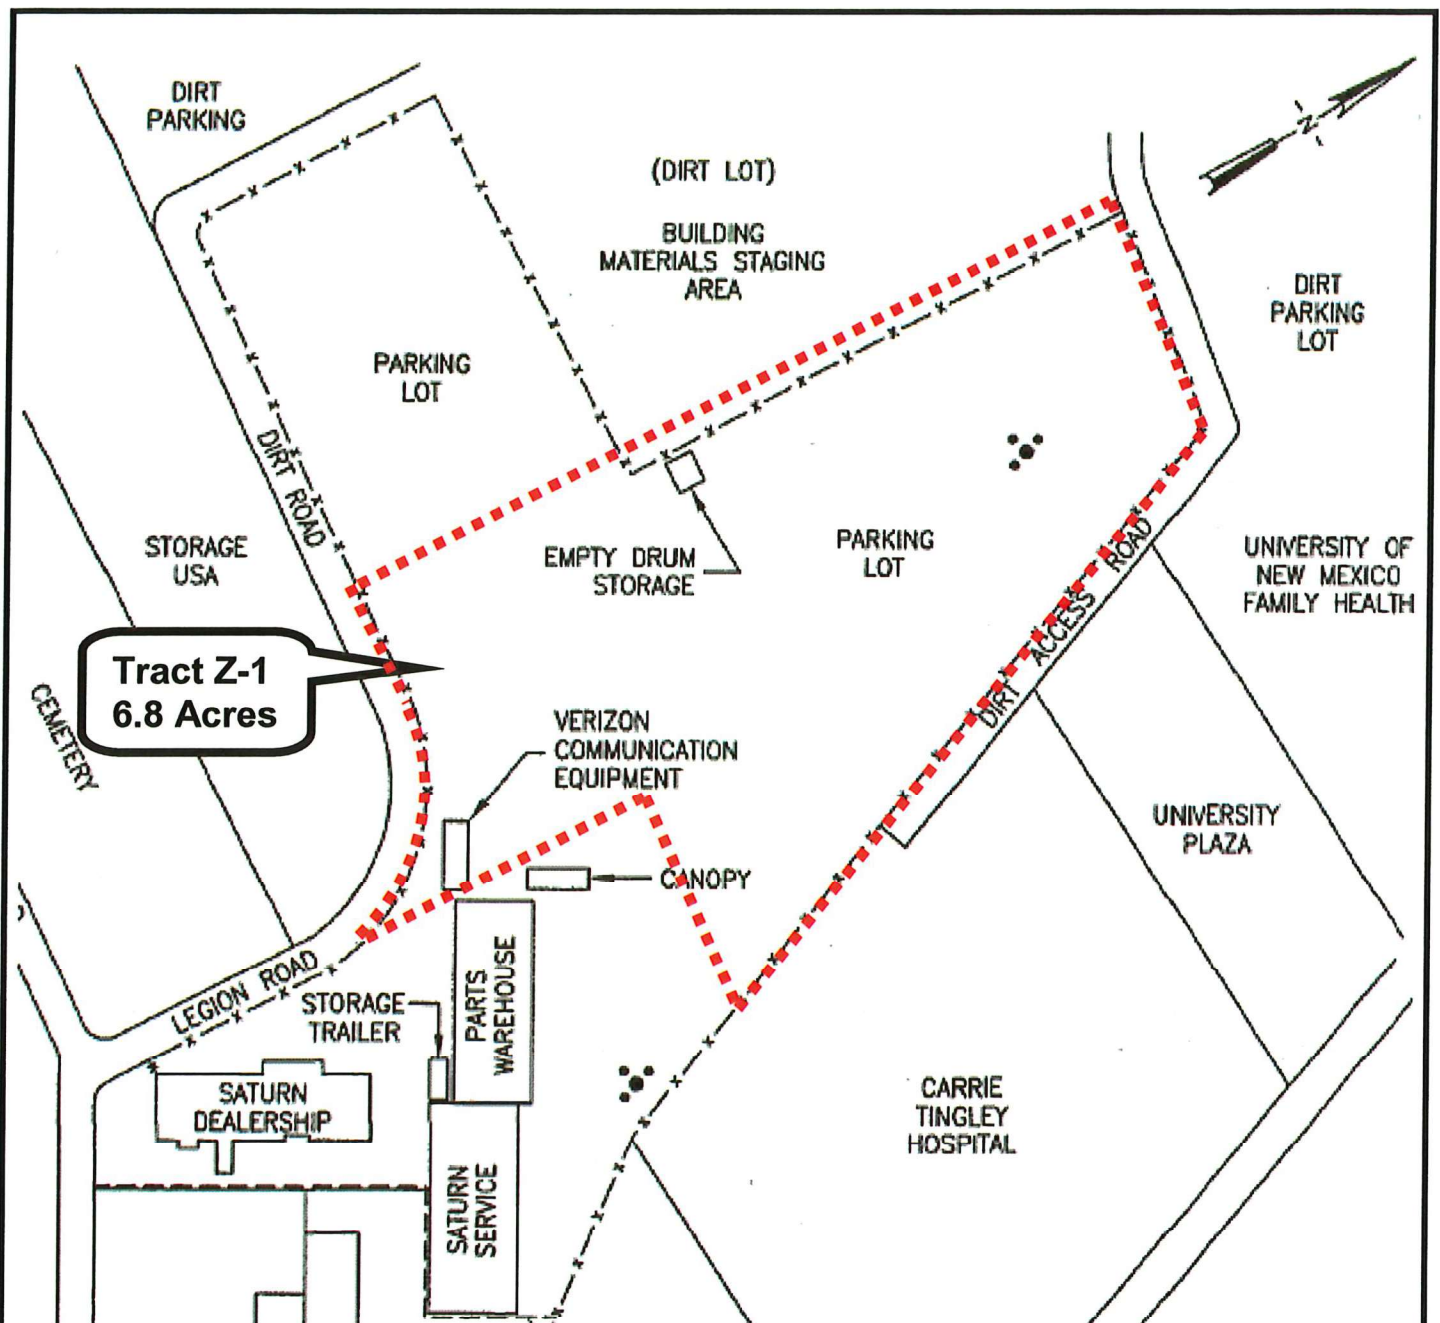 DIRT
PARKING
(DIRT LOT)
BUILDING
MATERIALS STAGING
AREA
N
DIRT
PARKING
LOT
PARKING
LOT
DIRT ROAD
STORAGE
USA
EMPTY DRUM
STORAGE
PARKING
LOT
DIRT ACCESS ROAD
UNIVERSITY OF
NEW MEXICO
FAMILY HEALTH
Tract Z-1
6.8 Acres
CEMETERY
VERIZON
COMMUNICATION
EQUIPMENT
UNIVERSITY
PLAZA
CANOPY
LEGION ROAD
STORAGE
TRAILER
PARTS
WAREHOUSE
SATURN
DEALERSHIP
CARRIE
TINGLEY
HOSPITAL
SATURN
SERVICE